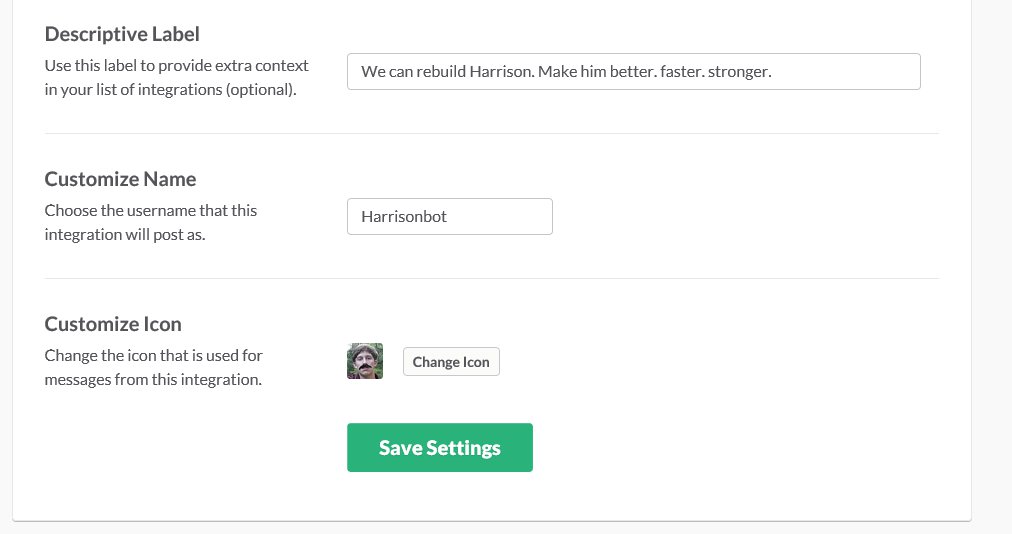 Descriptive Label
Use this label to provide extra context
in your list of integrations (optional).
We can rebuild Harrison. Make him better. faster. stronger.
Customize Name
Choose the username that this
integration will post as.
Harrisonbot
Customize Icon
Change the icon that is used for
messages from this integration.
Change Icon
Save Settings